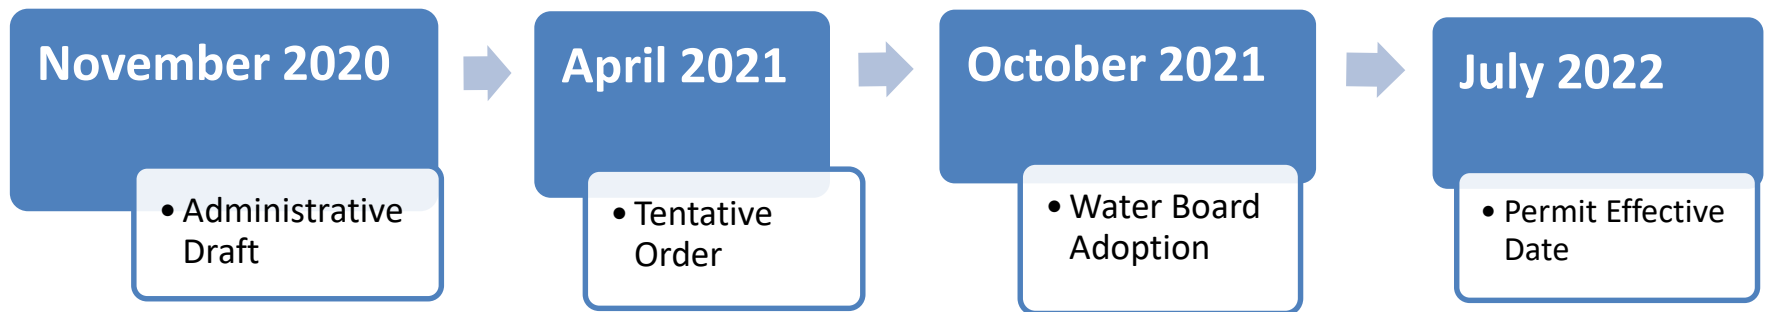 November 2020
• Administrative
Draft
April 2021
• Tentative
Order
October 2021
• Water Board
Adoption
July 2022
• Permit Effective
Date